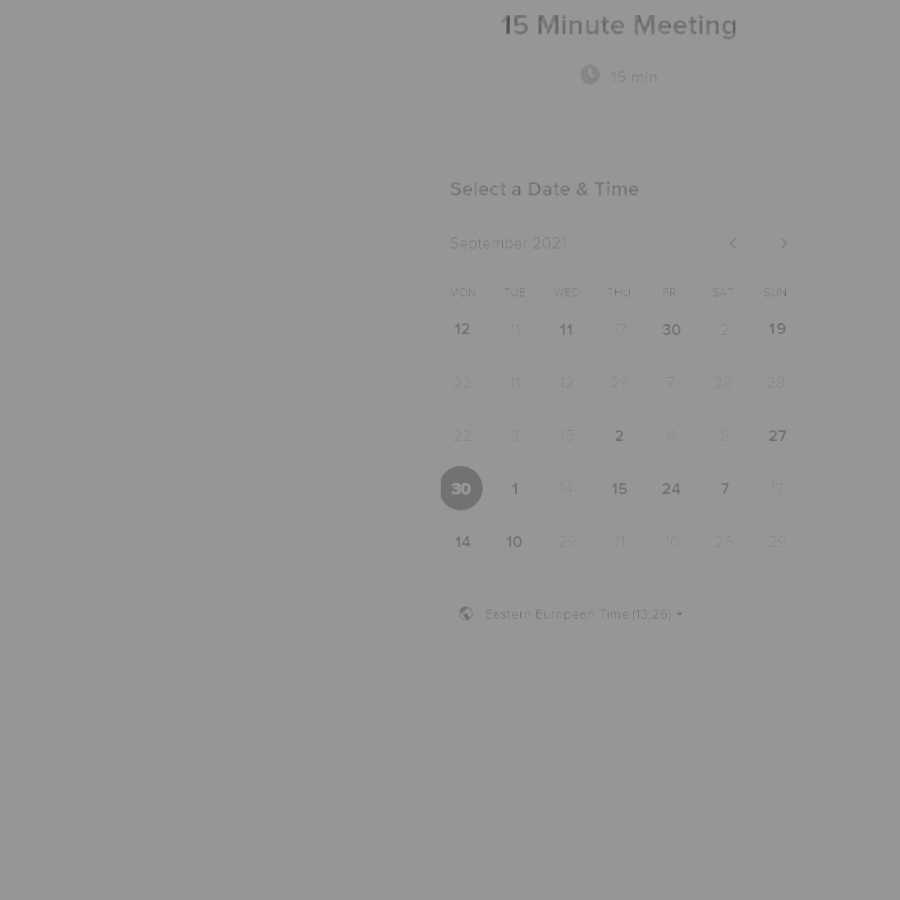 15 Minute Meeting
15 min
Select a Date & Time
September 2021
MON TUE WED THU FRI SAT SUN
12 11 11 17 30 2 19
22 11 12 29 7 28 28
22 3 15 2 6 8 27
30 1 14 15 24 7 17
14 10 29 11 10 26 29
Eastern European Time (13:26)